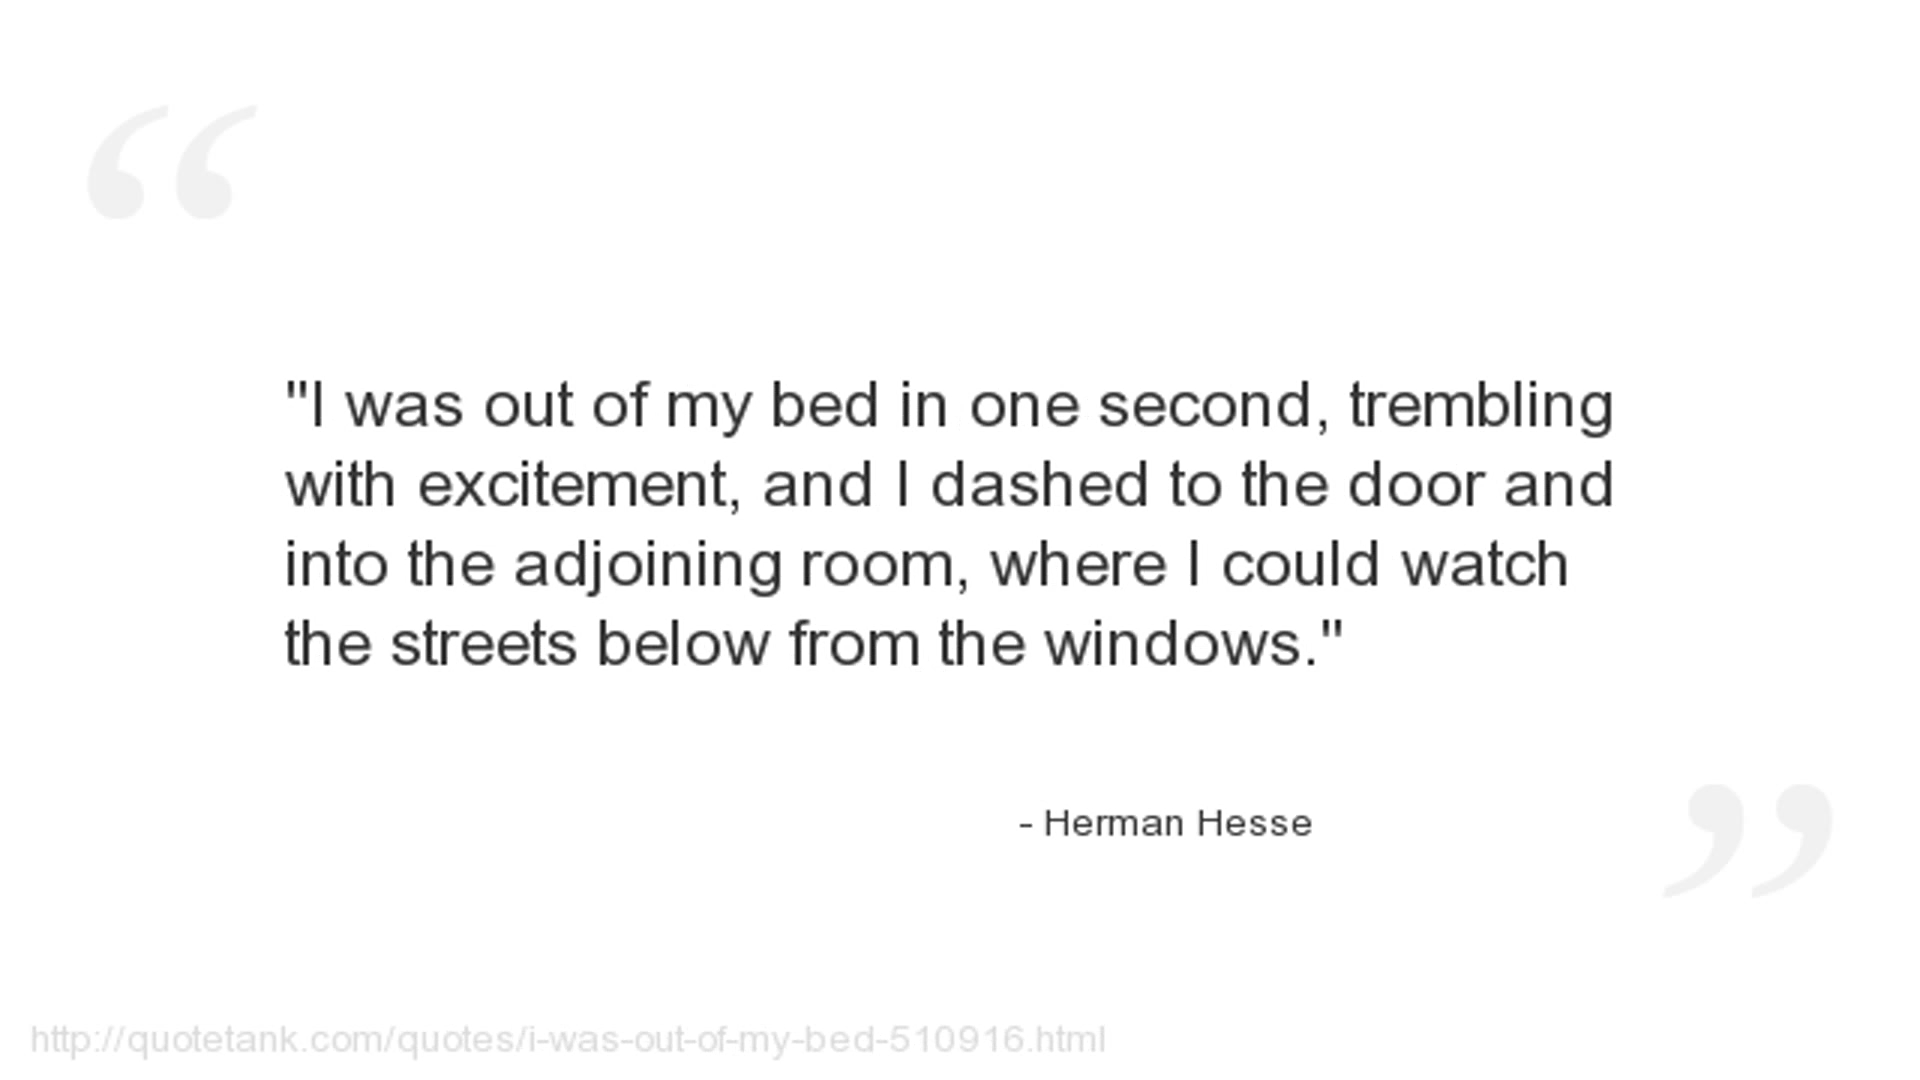 "I was out of my bed in one second, trembling
with excitement, and I dashed to the door and
into the adjoining room, where I could watch
the streets below from the windows."
- Herman Hesse
http://quotetank.com/quotes/i-was-out-of-my-bed-510916.html